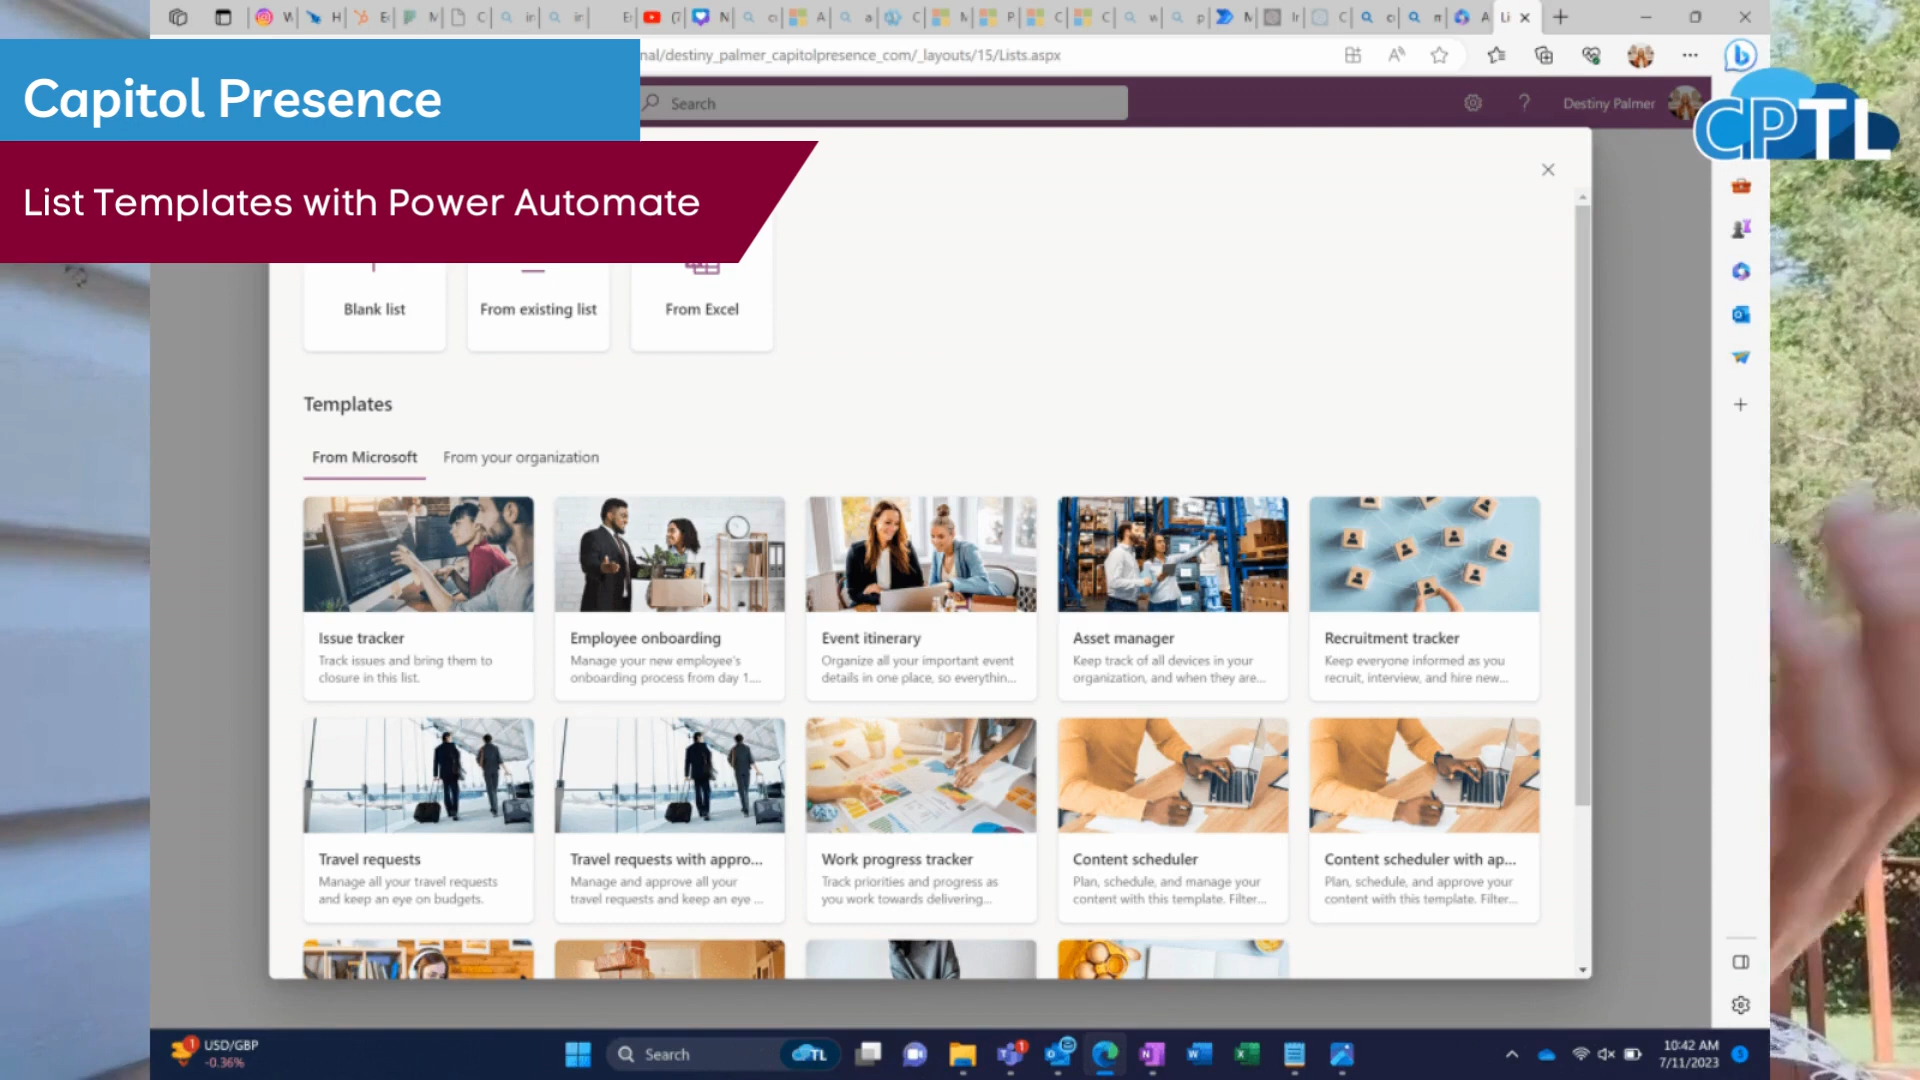 Capitol Presence
List Templates with Power Automate
nal/destiny_palmer_capitolpresence_com/_layouts/15/Lists.aspx
Search
Destiny Palmer
CPTL
Blank list
From existing list
From Excel
Templates
From Microsoft
From your organization
Issue tracker
Track issues and bring them to
closure in this list.
Employee onboarding
Manage your new employee's
onboarding process from day 1....
Event itinerary
Organize all your important event
details in one place, so everythin...
Asset manager
Keep track of all devices in your
organization, and when they are...
Recruitment tracker
Keep everyone informed as you
recruit, interview, and hire new...
Travel requests
Manage all your travel requests
and keep an eye on budgets.
Travel requests with appro...
Manage and approve all your
travel requests and keep an eye ...
Work progress tracker
Track priorities and progress as
you work towards delivering...
Content scheduler
Plan, schedule, and manage your
content with this template. Filter...
Content scheduler with ap...
Plan, schedule, and approve your
content with this template. Filter...
USD/GBP
-0.36%
Search
10:42 AM
7/11/2023